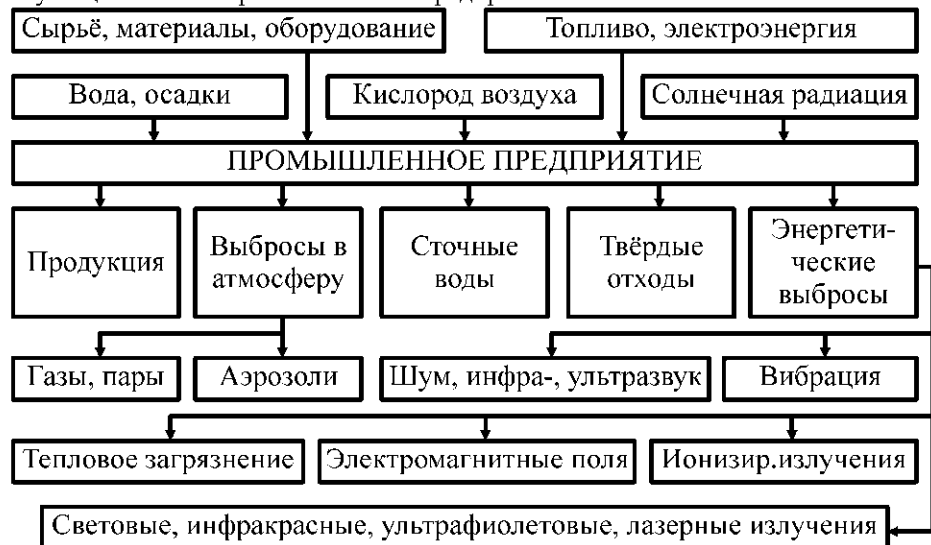 Сырьё, материалы, оборудование
Топливо, электроэнергия
Вода, осадки
Кислород воздуха
Солнечная радиация
ПРОМЫШЛЕННОЕ ПРЕДПРИЯТИЕ
Продукция
Выбросы в
атмосферу
Сточные
воды
Твёрдые
отходы
Энергети-
ческие
выбросы
Газы, пары
Аэрозоли
Шум, инфра-, ультразвук
Вибрация
Тепловое загрязнение
Электромагнитные поля
Ионизир.излучения
Световые, инфракрасные, ультрафиолетовые, лазерные излучения